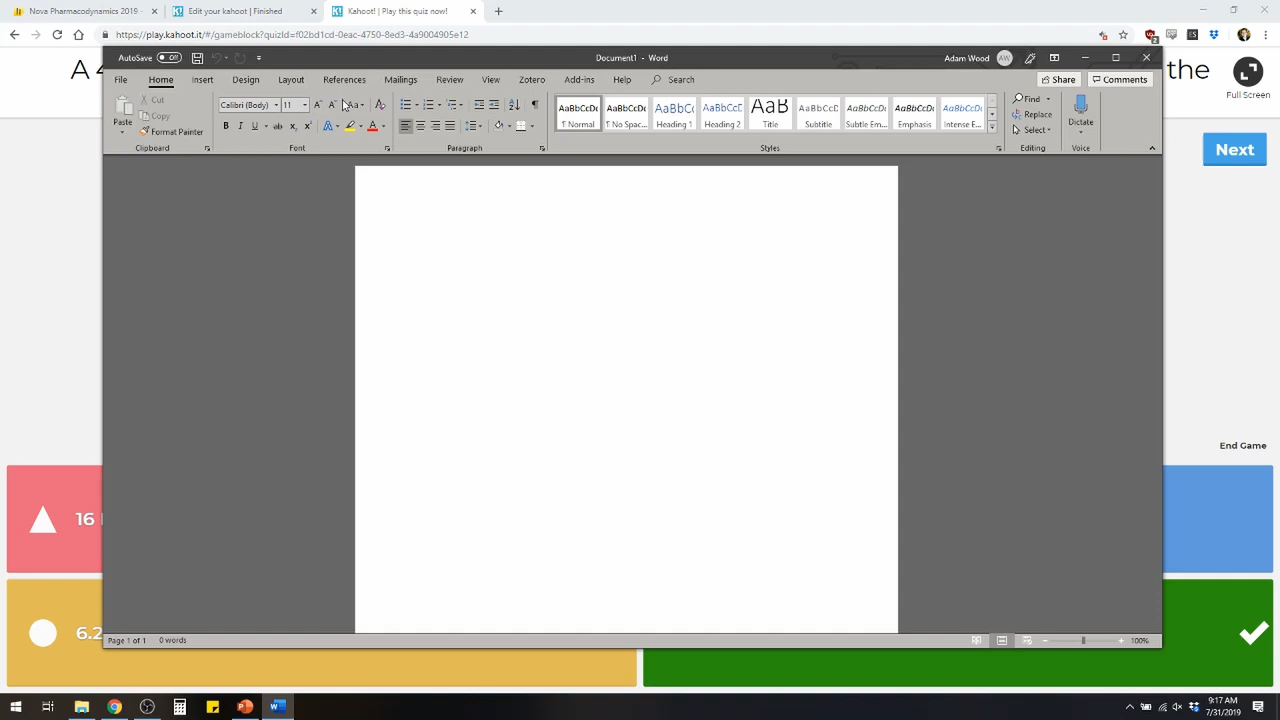 Nova Pharmacodynamics 2019 -
Edit your kahoot | Finished
Kahoot! | Play this quiz now!
https://play.kahoot.it/#/gameblock?quizId=f02bd1cd-0eac-4750-8ed3-4a9004905e12
AutoSave Off
Document1 - Word
Adam Wood AW
A
the
Full Screen
File Home Insert Design Layout References Mailings Review View Zotero Add-ins Help Search
Share Comments
Paste
Cut
Copy
Format Painter
Calibri (Body) 11
AaBbCcDc AaBbCcDc AaBbCc AaBbCcD AaB AaBbCcD AaBbCcDc AaBbCcDc AaBbCcDc
¶ Normal ¶ No Spac... Heading 1 Heading 2 Title Subtitle Subtle Em... Emphasis Intense E...
Find
Replace
Select
Dictate
Clipboard Font Paragraph Styles Editing Voice
Next
End Game
16
6.2
Page 1 of 1 0 words
100%
9:17 AM
7/31/2019